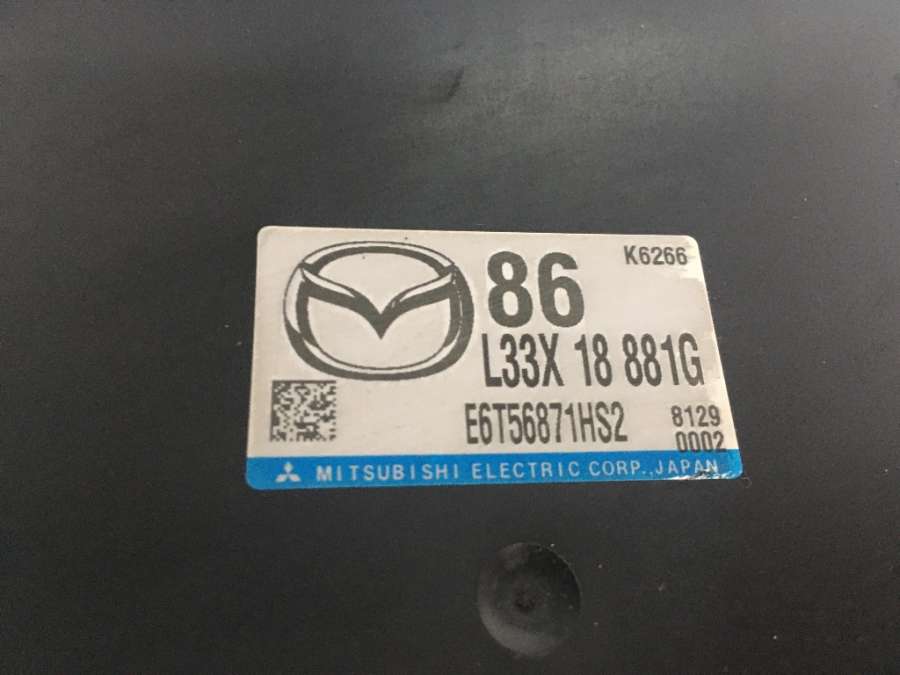 86 K6266
L33X 18 881G
E6T56871HS2 8129
0002
MITSUBISHI ELECTRIC CORP.,JAPAN